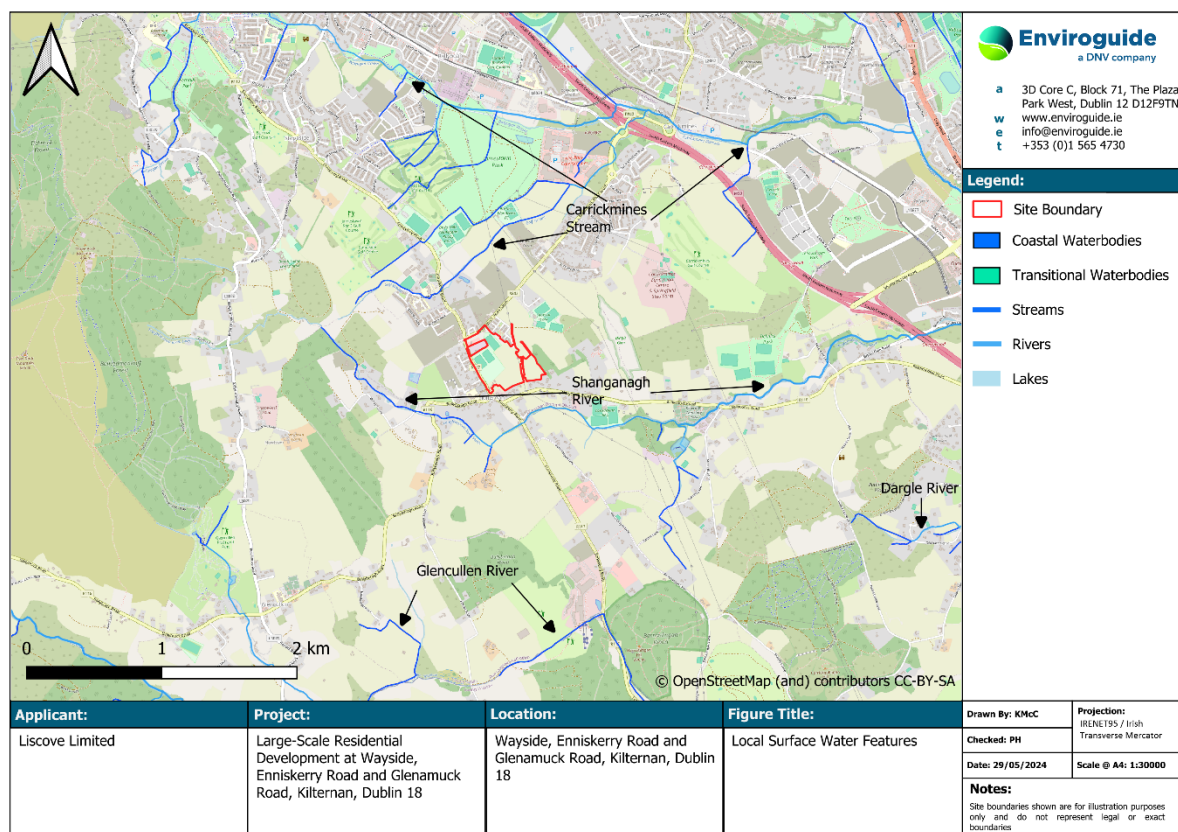 Carrickmines
Stream
Shanganagh
River
Dargle River
Glencullen River
0 1 2 km
© OpenStreetMap (and) contributors CC-BY-SA
Enviroguide
a DNV company
a 3D Core C, Block 71, The Plaza
Park West, Dublin 12 D12F9TN
w www.enviroguide.ie
e info@enviroguide.ie
t +353 (0)1 565 4730
Legend:
Site Boundary
Coastal Waterbodies
Transitional Waterbodies
Streams
Rivers
Lakes
Applicant:
Liscove Limited
Project:
Large-Scale Residential
Development at Wayside,
Enniskerry Road and Glenamuck
Road, Kilternan, Dublin 18
Location:
Wayside, Enniskerry Road and
Glenamuck Road, Kilternan, Dublin
18
Figure Title:
Local Surface Water Features
Drawn By: KMcC
Projection:
IRENET95 / Irish
Transverse Mercator
Checked: PH
Date: 29/05/2024
Scale @ A4: 1:30000
Notes:
Site boundaries shown are for illustration purposes
only and do not represent legal or exact
boundaries